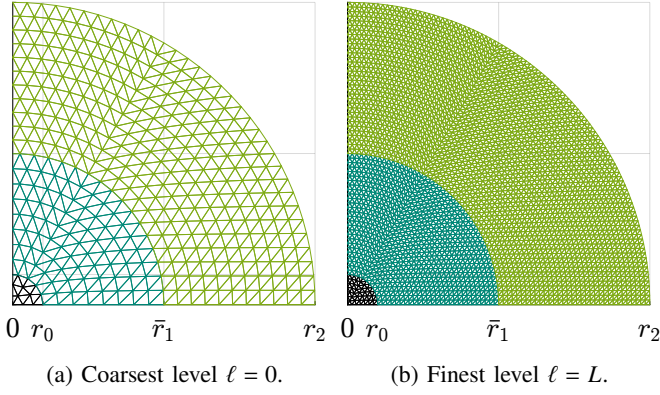 0 r₀ r̄₁ r₂
0 r₀ r̄₁ r₂
(a) Coarsest level ℓ = 0.
(b) Finest level ℓ = L.